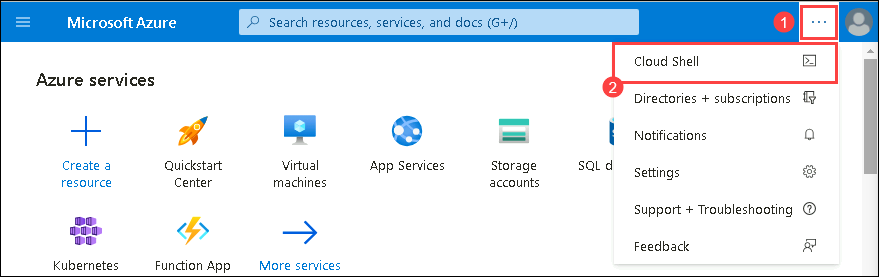 Microsoft Azure
Search resources, services, and docs (G+/)
1
...
Azure services
Cloud Shell
2
Directories + subscriptions
Notifications
Settings
Support + Troubleshooting
Feedback
Create a
resource
Quickstart
Center
Virtual
machines
App Services
Storage
accounts
SQL d
Kubernetes
Function App
More services